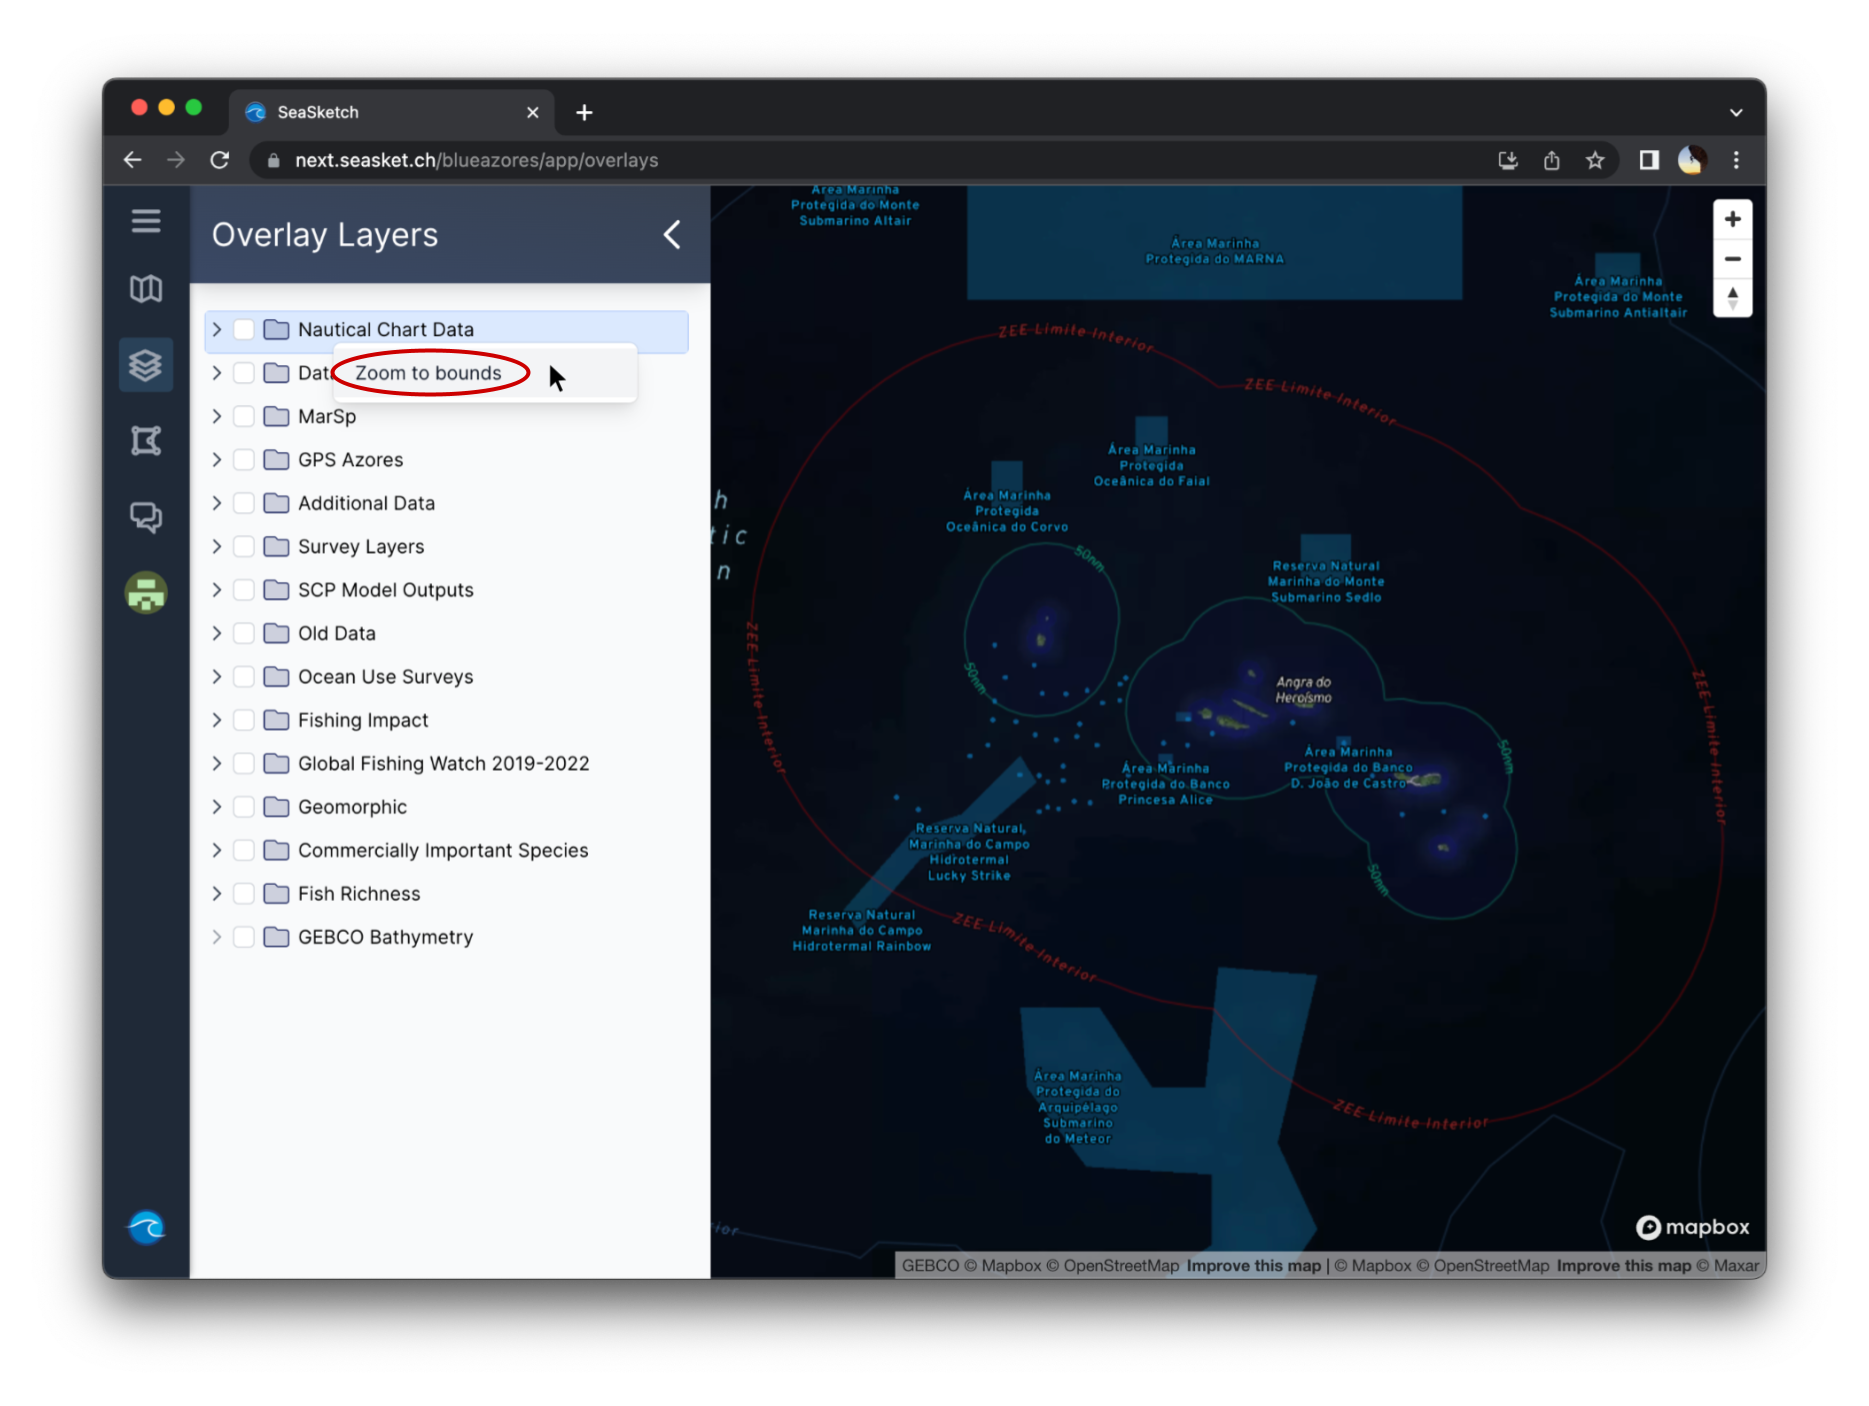 SeaSketch
next.seasket.ch/blueazores/app/overlays
Overlay Layers
Nautical Chart Data
Zoom to bounds
MarSp
GPS Azores
Additional Data
Survey Layers
SCP Model Outputs
Old Data
Ocean Use Surveys
Fishing Impact
Global Fishing Watch 2019-2022
Geomorphic
Commercially Important Species
Fish Richness
GEBCO Bathymetry
Área Marinha
Protegida do Monte
Submarino Altair
Área Marinha
Protegida do MARNA
Área Marinha
Protegida do Monte
Submarino Antialtair
ZEE Limite Interior
ZEE Limite Interior
Área Marinha
Protegida
Oceânica do Faial
Área Marinha
Protegida
Oceânica do Corvo
h
tic
n
50nm
Reserva Natural
Marinha do Monte
Submarino Sedlo
ZEE Limite Interior
50nm
Angra do
Heroísmo
ZEE Limite Interior
50nm
Área Marinha
Protegida do Banco
D. João de Castro
Área Marinha
Protegida do Banco
Princesa Alice
Reserva Natural
Marinha do Campo
Hidrotermal
Lucky Strike
50nm
Reserva Natural
Marinha do Campo
Hidrotermal Rainbow
ZEE Limite Interior
Área Marinha
Protegida do
Arquipélago
Submarino
do Meteor
ZEE Limite Interior
ior
mapbox
GEBCO © Mapbox © OpenStreetMap Improve this map | © Mapbox © OpenStreetMap Improve this map © Maxar